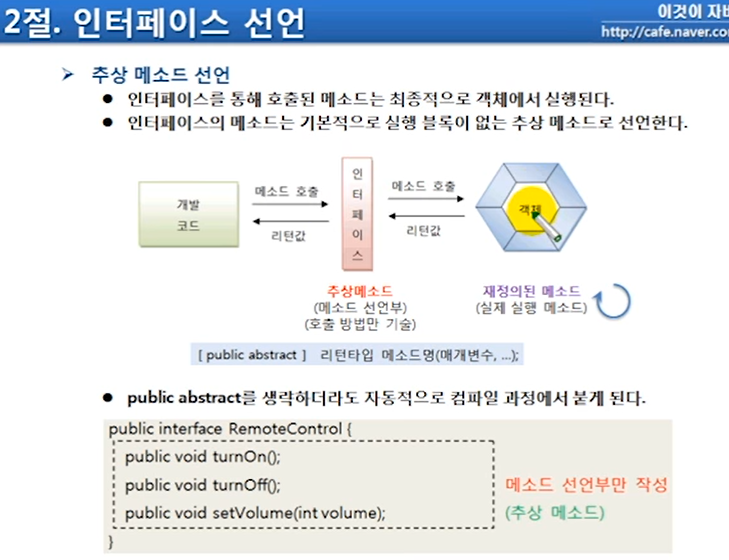 2절. 인터페이스 선언
이것이 자바
http://cafe.naver.com
➤ 추상 메소드 선언
● 인터페이스를 통해 호출된 메소드는 최종적으로 객체에서 실행된다.
● 인터페이스의 메소드는 기본적으로 실행 블록이 없는 추상 메소드로 선언한다.
개발
코드
메소드 호출
리턴값
인
터
페
이
스
메소드 호출
리턴값
객체
추상메소드
(메소드 선언부)
(호출 방법만 기술)
재정의된 메소드
(실제 실행 메소드)
[ public abstract ] 리턴타입 메소드명(매개변수, ...);
● public abstract를 생략하더라도 자동적으로 컴파일 과정에서 붙게 된다.
public interface RemoteControl {
public void turnOn();
public void turnOff();
public void setVolume(int volume);
}
메소드 선언부만 작성
(추상 메소드)